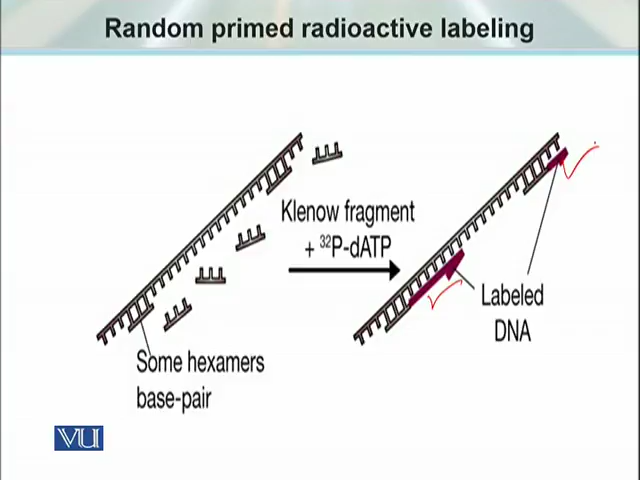 Random primed radioactive labeling
Klenow fragment
+ ³²P-dATP
Labeled
DNA
Some hexamers
base-pair
VU